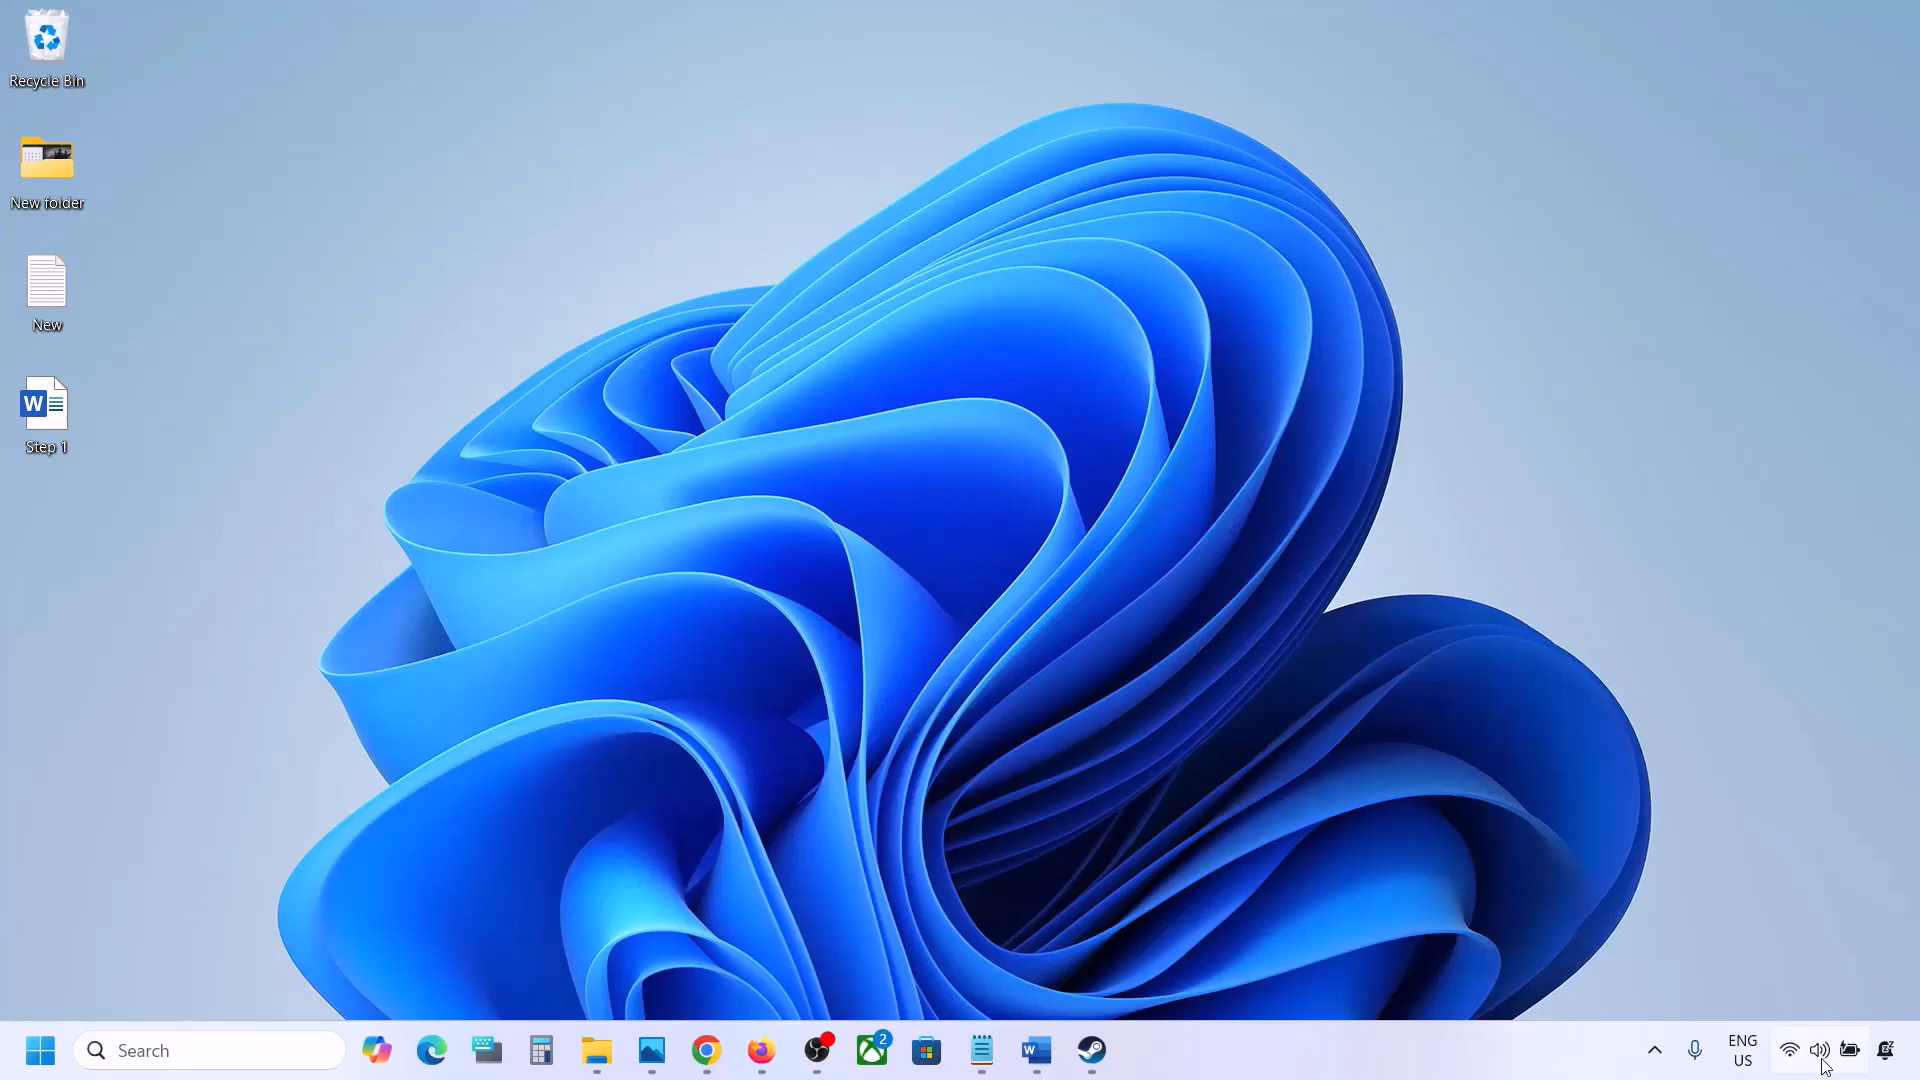 Recycle Bin
New folder
New
W
Step 1
Search
2
W
ENG
US